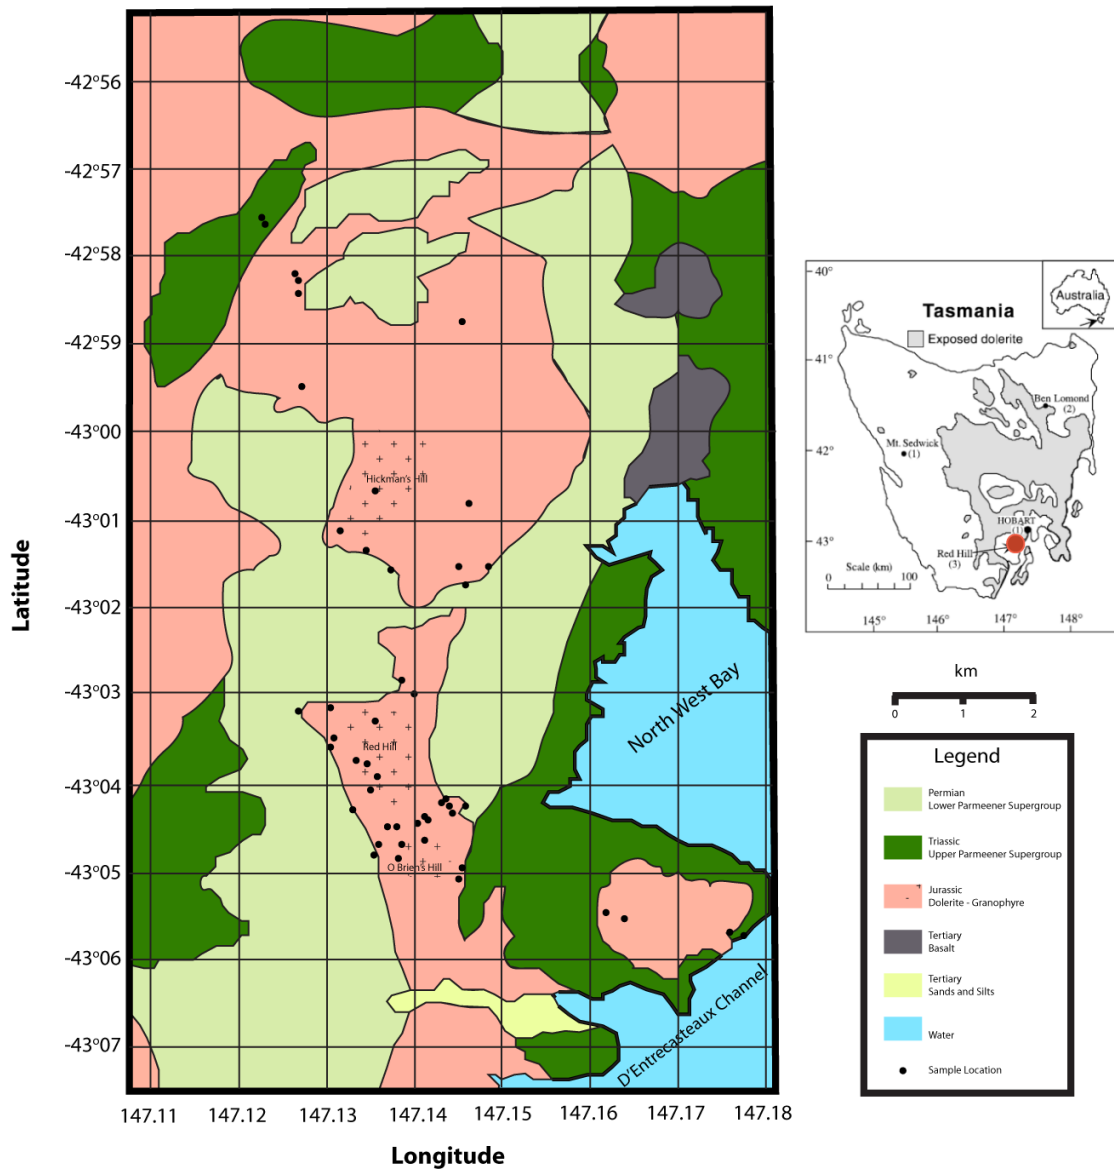 -42°56
-42°57
-42°58
-42°59
-43°00
-43°01
-43°02
-43°03
-43°04
-43°05
-43°06
-43°07
Latitude
147.11
147.12
147.13
147.14
147.15
147.16
147.17
147.18
Longitude
Hickman's Hill
Red Hill
O Brien's Hill
North West Bay
D'Entrecasteaux Channel
40°
41°
42°
43°
Tasmania
Exposed dolerite
Australia
Ben Lomond
(2)
Mt. Sedwick
(1)
HOBART
(1)
Red Hill
(3)
Scale (km)
0
100
145°
146°
147°
148°
km
0
1
2
Legend
Permian
Lower Parmeener Supergroup
Triassic
Upper Parmeener Supergroup
Jurassic
Dolerite - Granophyre
Tertiary
Basalt
Tertiary
Sands and Silts
Water
Sample Location